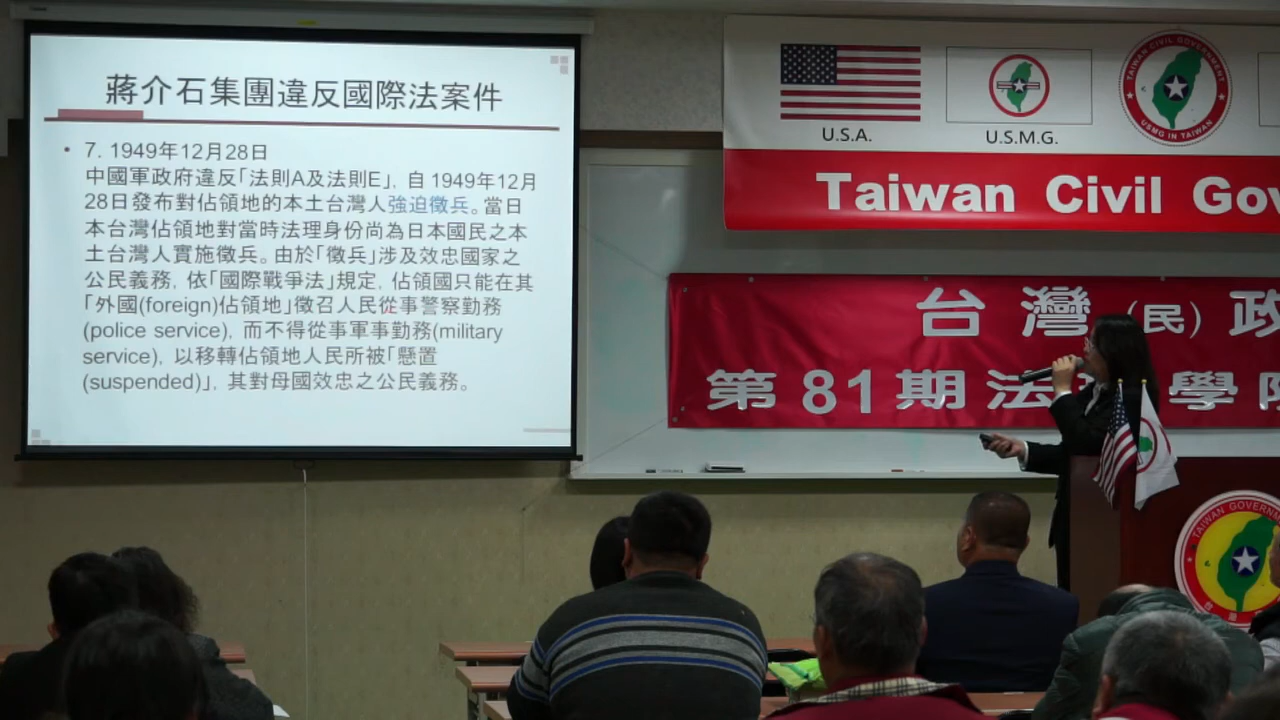 蔣介石集團違反國際法案件
• 7. 1949年12月28日
中國軍政府違反「法則A及法則E」, 自1949年12月
28日發布對佔領地的本土台灣人強迫徵兵。當日
本台灣佔領地對當時法理身份尚為日本國民之本
土台灣人實施徵兵。由於「徵兵」涉及效忠國家之
公民義務, 依「國際戰爭法」規定, 佔領國只能在其
「外國(foreign)佔領地」徵召人民從事警察勤務
(police service), 而不得從事軍事勤務(military
service), 以移轉佔領地人民所被「懸置
(suspended)」, 其對母國效忠之公民義務。
U.S.A.
U.S.M.G.
TAIWAN CIVIL GOVERNMENT
USMG IN TAIWAN
Taiwan Civil Gov
台灣(民)政
第81期法 學
TAIWAN GOVERNM